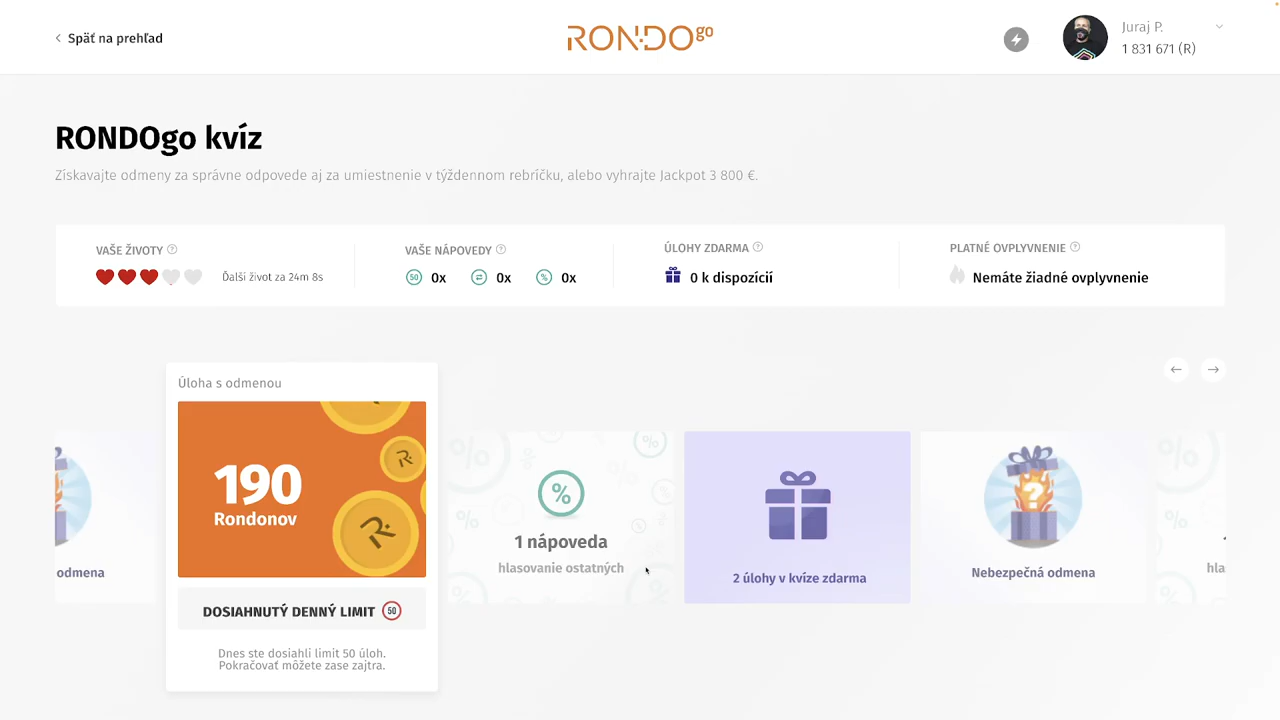 Späť na prehľad
RONDOgo
Juraj P.
1 831 671 (R)
RONDOgo kvíz
Získavajte odmeny za správne odpovede aj za umiestnenie v týždennom rebríčku, alebo vyhrajte Jackpot 3 800 €.
VAŠE ŽIVOTY ?
Ďalší život za 24m 8s
VAŠE NÁPOVEDY ?
50 0x 0x % 0x
ÚLOHY ZDARMA ?
0 k dispozícií
PLATNÉ OVPLYVNENIE ?
Nemáte žiadné ovplyvnenie
Úloha s odmenou
190
Rondonov
DOSIAHNUTÝ DENNÝ LIMIT 50
Dnes ste dosiahli limit 50 úloh.
Pokračovať môžete zase zajtra.
odmena
%
1 nápoveda
hlasovanie ostatných
2 úlohy v kvíze zdarma
?
Nebezpečná odmena
hla